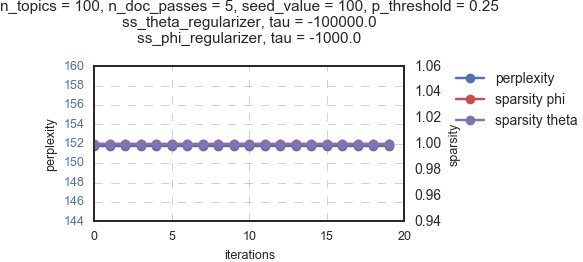 n_topics = 100, n_doc_passes = 5, seed_value = 100, p_threshold = 0.25
ss_theta_regularizer, tau = -100000.0
ss_phi_regularizer, tau = -1000.0
160
158
156
154
152
150
148
146
144
perplexity
0
5
10
15
20
iterations
1.06
1.04
1.02
1.00
0.98
0.96
0.94
sparsity
perplexity
sparsity phi
sparsity theta